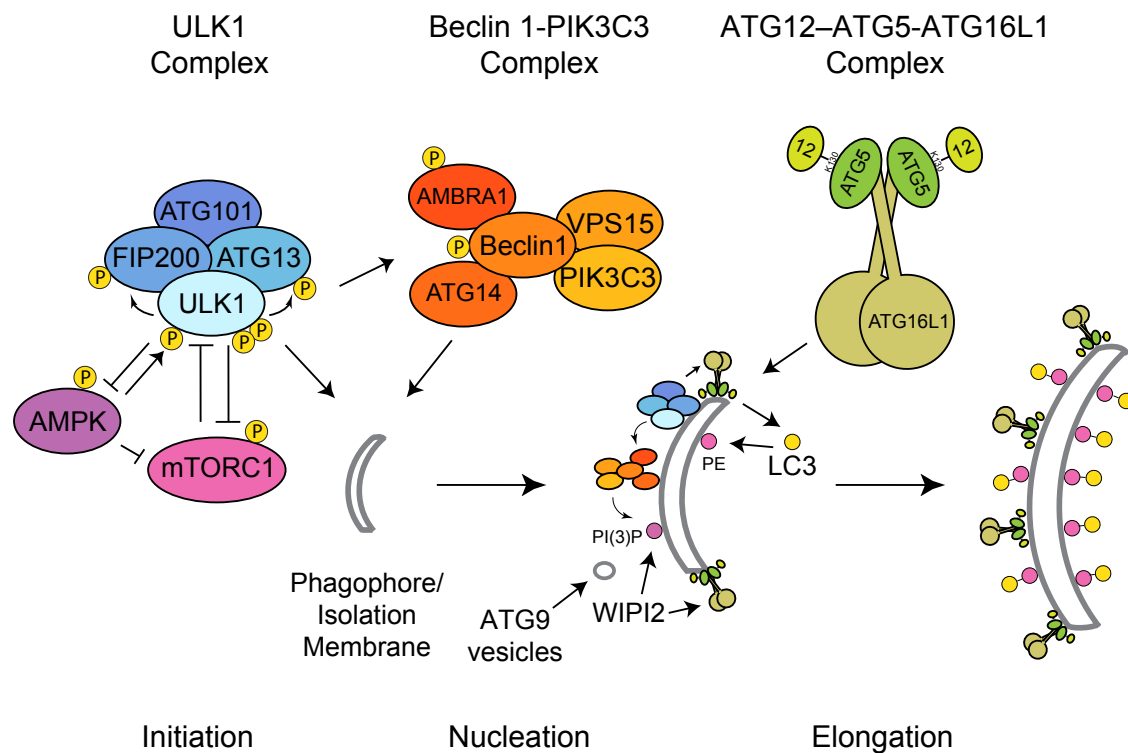 ULK1
Complex
Beclin 1-PIK3C3
Complex
ATG12–ATG5-ATG16L1
Complex
ATG101
FIP200
ATG13
ULK1
P
P
P
P
P
P
AMPK
P
mTORC1
P
AMBRA1
P
Beclin1
VPS15
PIK3C3
ATG14
12
K130
ATG5
ATG5
K130
12
ATG16L1
PE
LC3
PI(3)P
WIPI2
ATG9
vesicles
Phagophore/
Isolation
Membrane
Initiation
Nucleation
Elongation